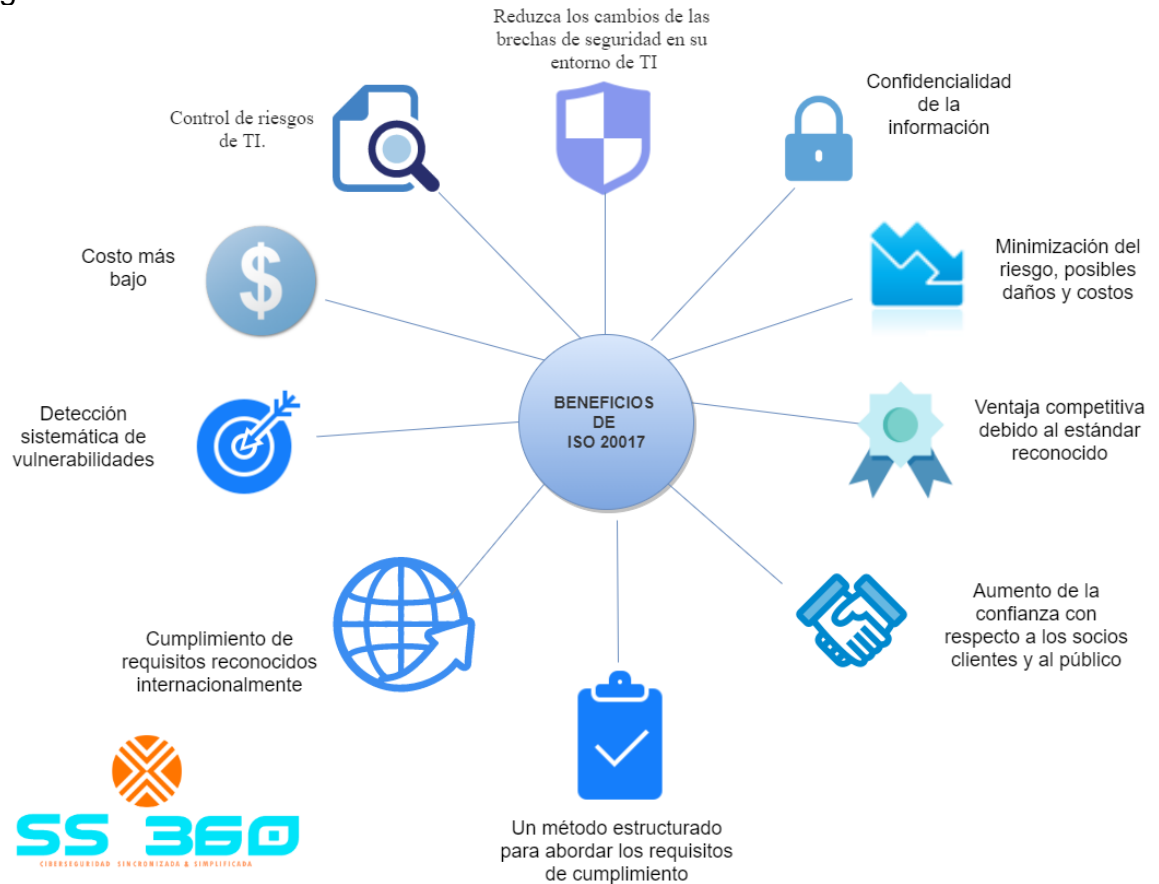 Reduzca los cambios de las
brechas de seguridad en su
entorno de TI
Confidencialidad
de la
información
Control de riesgos
de TI.
Minimización del
riesgo, posibles
daños y costos
Costo más
bajo
BENEFICIOS
DE
ISO 20017
Ventaja competitiva
debido al estándar
reconocido
Detección
sistemática de
vulnerabilidades
Aumento de la
confianza con
respecto a los socios
clientes y al público
Cumplimiento de
requisitos reconocidos
internacionalmente
Un método estructurado
para abordar los requisitos
de cumplimiento
SS 360
CIBERSEGURIDAD SINCRONIZADA & SIMPLIFICADA